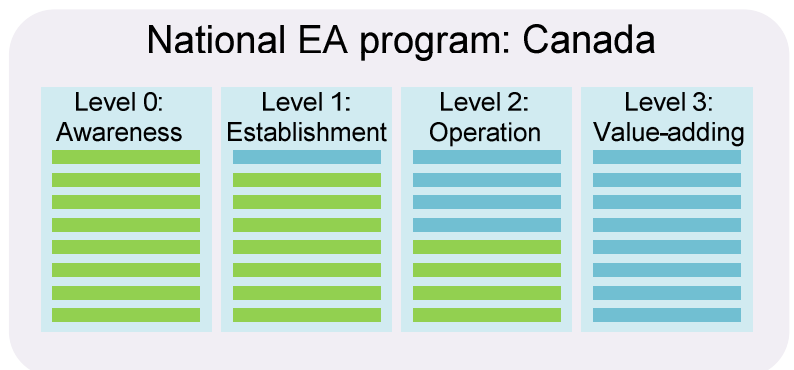 National EA program: Canada
Level 0:
Awareness
Level 1:
Establishment
Level 2:
Operation
Level 3:
Value-adding